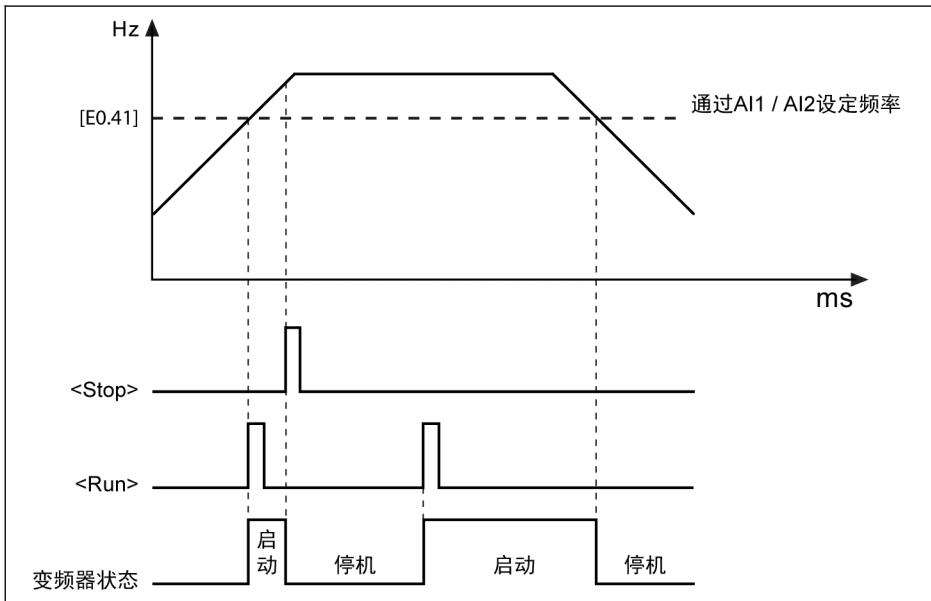 Hz
[E0.41]
通过AI1 / AI2设定频率
ms
<Stop>
<Run>
变频器状态
启动
停机
启动
停机